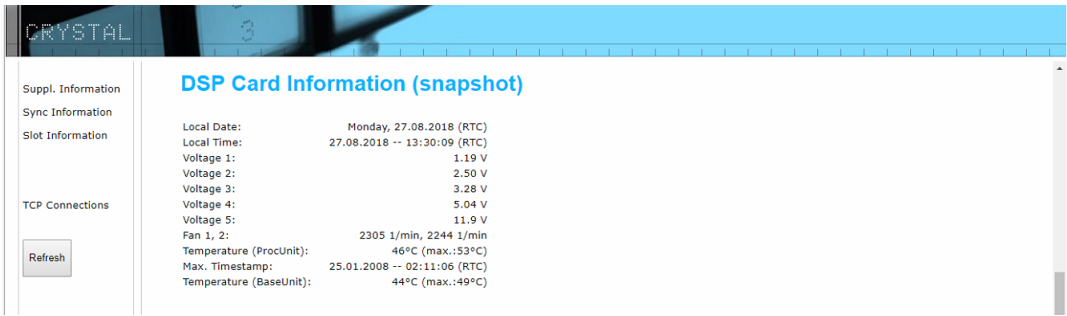 CRYSTAL
3
Suppl. Information
Sync Information
Slot Information
TCP Connections
Refresh
DSP Card Information (snapshot)
Local Date: Monday, 27.08.2018 (RTC)
Local Time: 27.08.2018 -- 13:30:09 (RTC)
Voltage 1: 1.19 V
Voltage 2: 2.50 V
Voltage 3: 3.28 V
Voltage 4: 5.04 V
Voltage 5: 11.9 V
Fan 1, 2: 2305 1/min, 2244 1/min
Temperature (ProcUnit): 46°C (max.:53°C)
Max. Timestamp: 25.01.2008 -- 02:11:06 (RTC)
Temperature (BaseUnit): 44°C (max.:49°C)